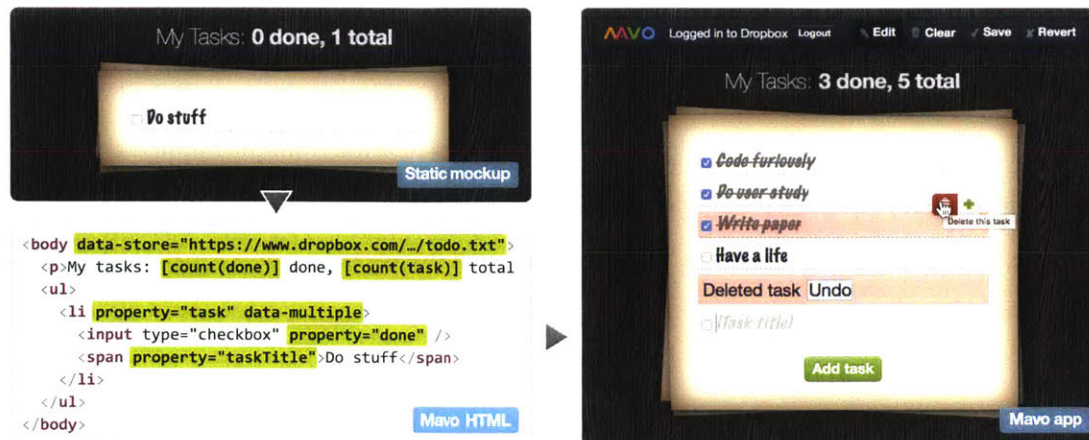 My Tasks: 0 done, 1 total
Do stuff
Static mockup
<body data-store="https://www.dropbox.com/…/todo.txt">
<p>My tasks: [count(done)] done, [count(task)] total
<ul>
<li property="task" data-multiple>
<input type="checkbox" property="done" />
<span property="taskTitle">Do stuff</span>
</li>
</ul>
</body>
Mavo HTML
MAVO Logged in to Dropbox Logout Edit Clear Save Revert
My Tasks: 3 done, 5 total
Code furiously
Do user study
Delete this task
Write paper
Have a life
Deleted task Undo
(Task title)
Add task
Mavo app